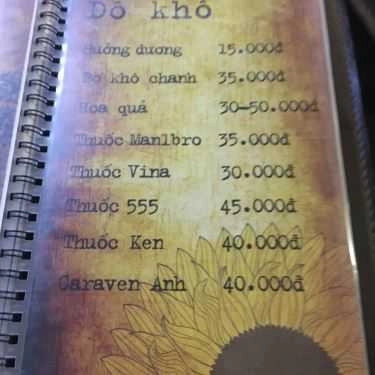 Đồ khô
Hướng dương 15.000đ
Bò khô chanh 35.000đ
Hoa quả 30-50.000đ
Thuốc Manlbro 35.000đ
Thuốc Vina 30.000đ
Thuốc 555 45.000đ
Thuốc Ken 40.000đ
Caraven Anh 40.000đ